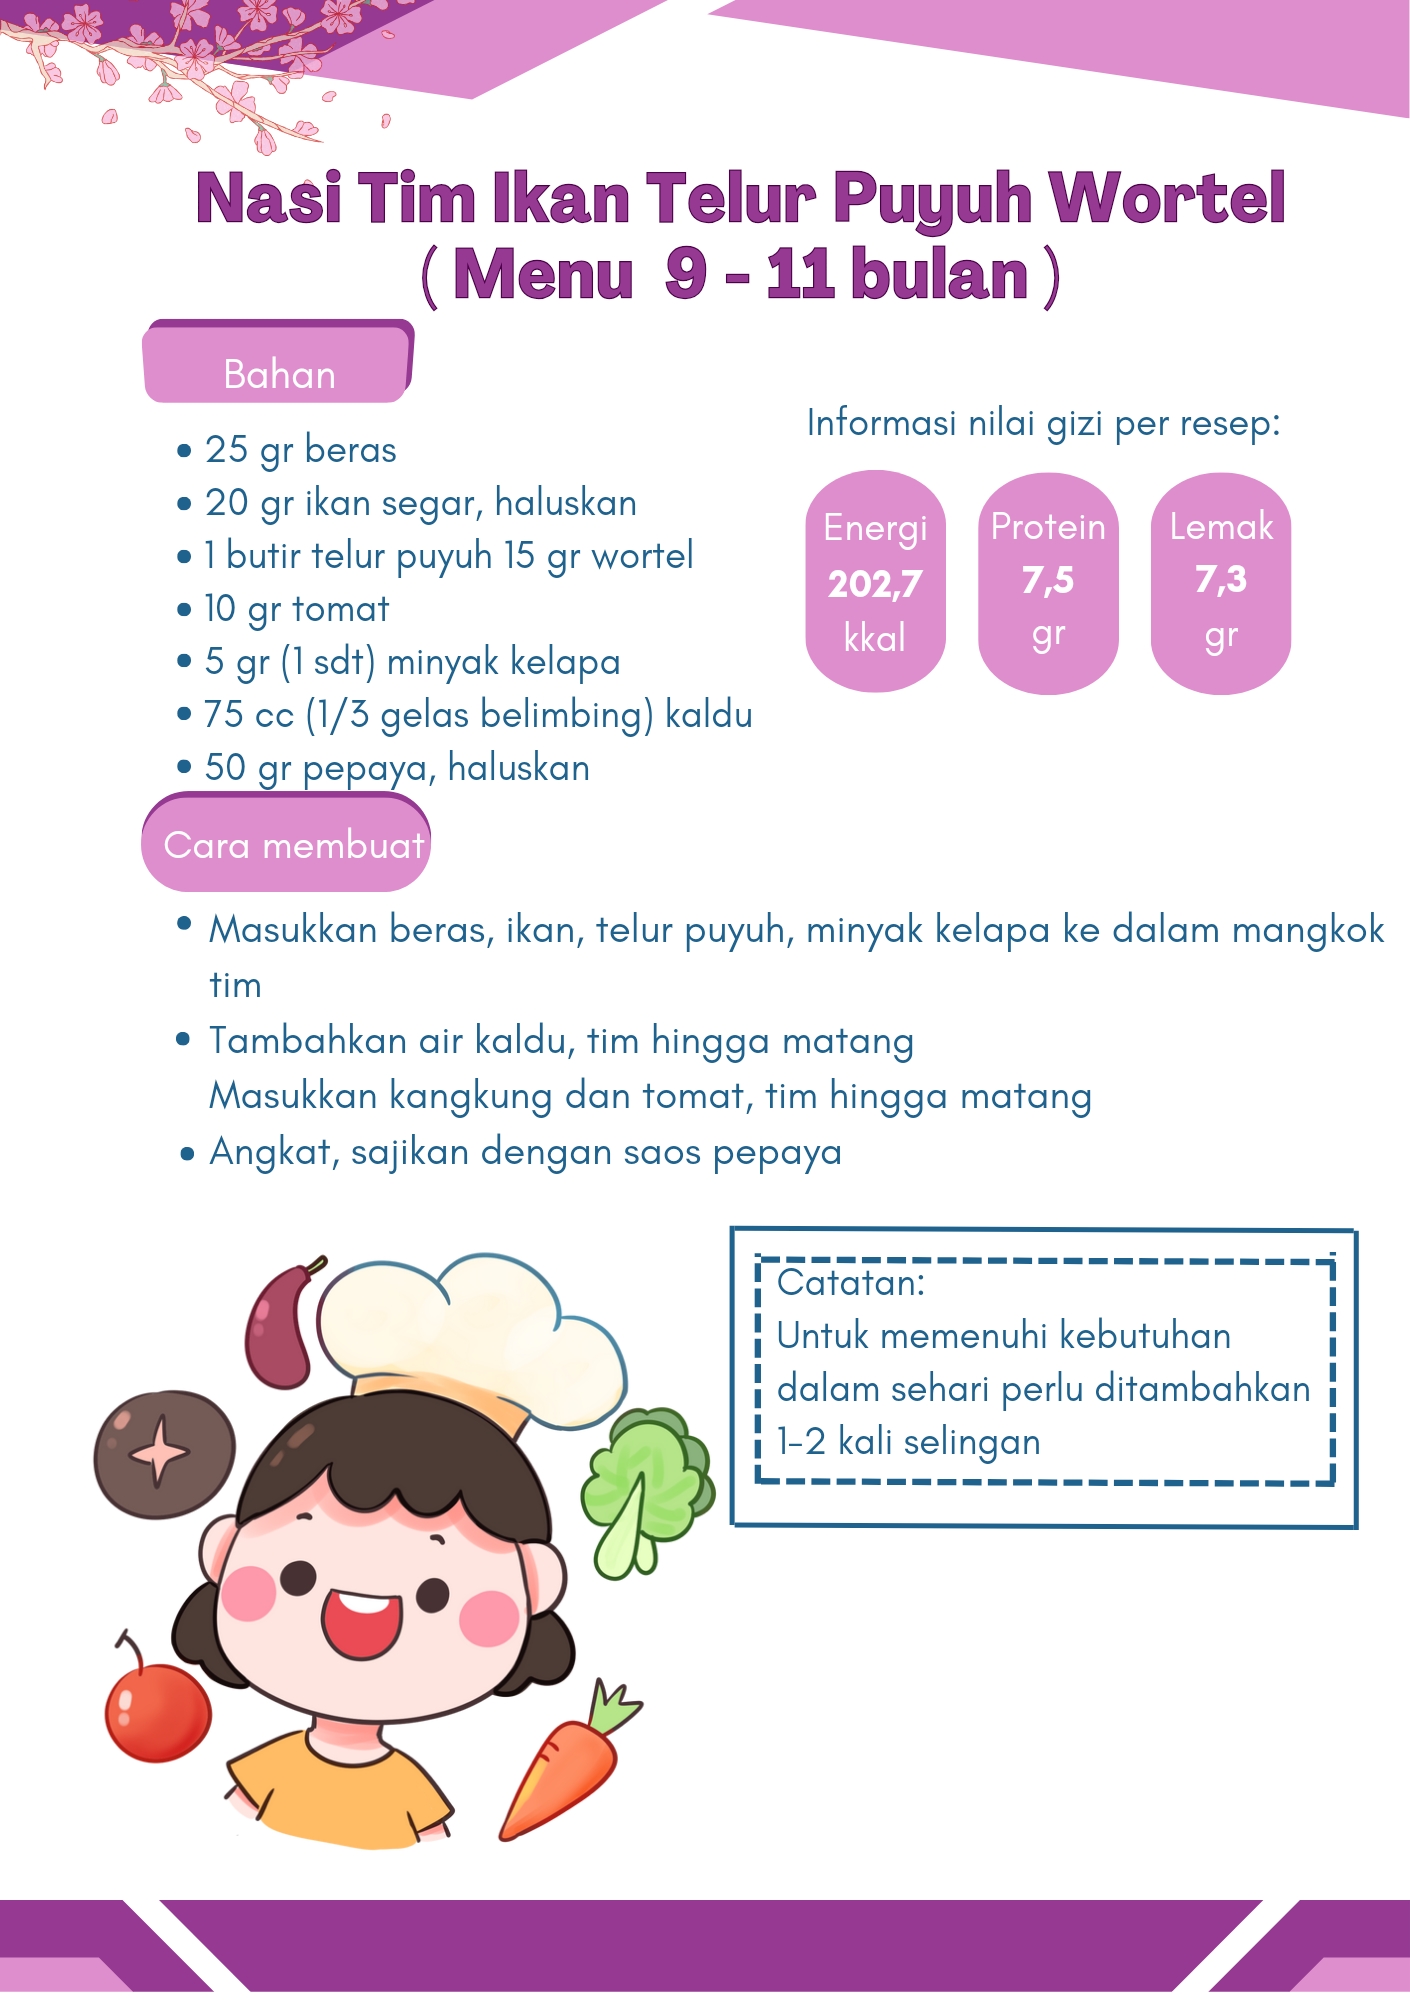 Nasi Tim Ikan Telur Puyuh Wortel
( Menu 9 - 11 bulan )
Bahan
• 25 gr beras
• 20 gr ikan segar, haluskan
• 1 butir telur puyuh 15 gr wortel
• 10 gr tomat
• 5 gr (1 sdt) minyak kelapa
• 75 cc (1/3 gelas belimbing) kaldu
• 50 gr pepaya, haluskan
Informasi nilai gizi per resep:
Energi
202,7
kkal
Protein
7,5
gr
Lemak
7,3
gr
Cara membuat
• Masukkan beras, ikan, telur puyuh, minyak kelapa ke dalam mangkok
tim
• Tambahkan air kaldu, tim hingga matang
Masukkan kangkung dan tomat, tim hingga matang
• Angkat, sajikan dengan saos pepaya
Catatan:
Untuk memenuhi kebutuhan
dalam sehari perlu ditambahkan
1-2 kali selingan